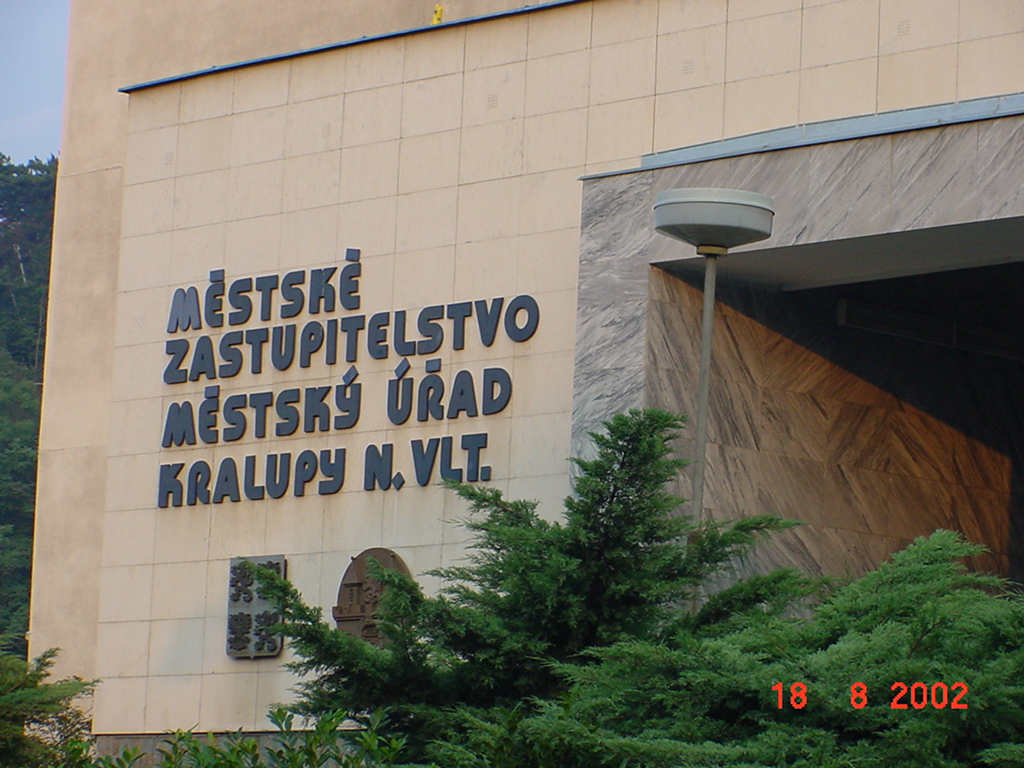 MĚSTSKÉ
ZASTUPITELSTVO
MĚSTSKÝ ÚŘAD
KRALUPY N. VLT.
18 8 2002